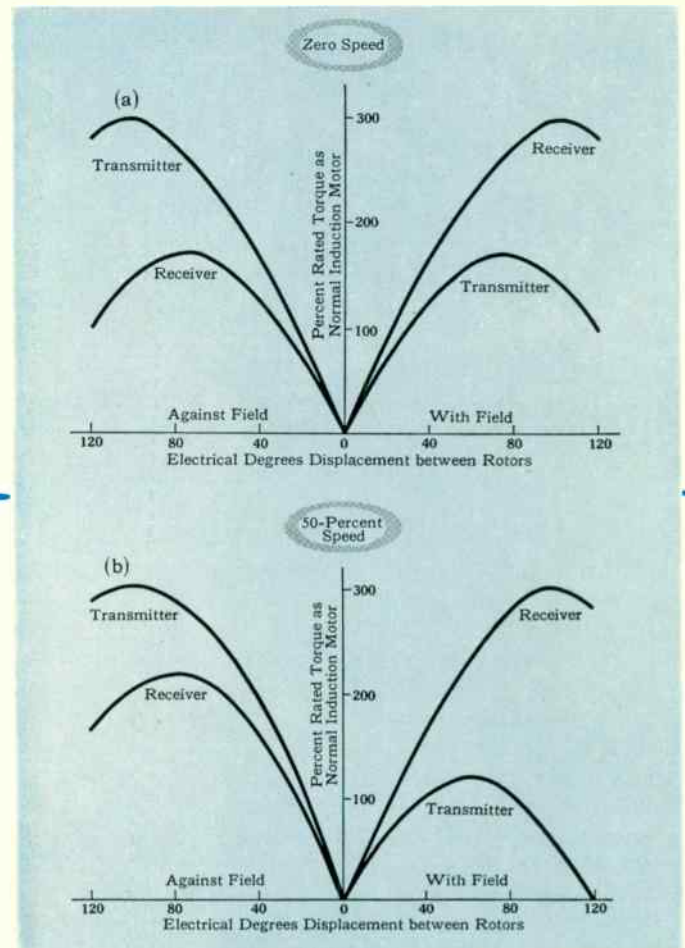 Zero Speed
(a)
300
Transmitter
Receiver
200
Receiver
Transmitter
100
Percent Rated Torque as
Normal Induction Motor
Against Field
With Field
120 80 40 0 40 80 120
Electrical Degrees Displacement between Rotors
50-Percent
Speed
(b)
300
Transmitter
Receiver
200
Receiver
Transmitter
100
Percent Rated Torque as
Normal Induction Motor
Against Field
With Field
120 80 40 0 40 80 120
Electrical Degrees Displacement between Rotors